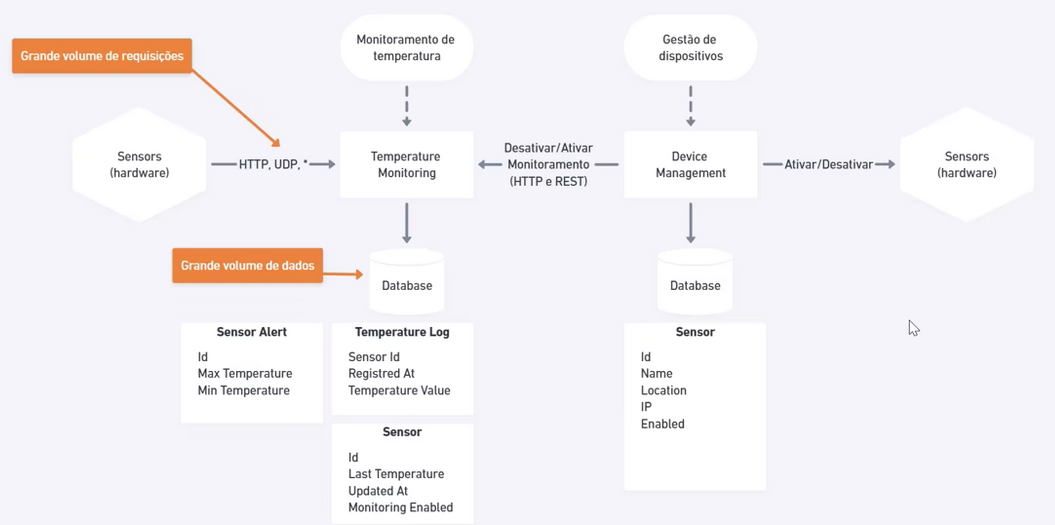 Grande volume de requisições
Monitoramento de
temperatura
Gestão de
dispositivos
Sensors
(hardware)
HTTP, UDP, *
Temperature
Monitoring
Desativar/Ativar
Monitoramento
(HTTP e REST)
Device
Management
Ativar/Desativar
Sensors
(hardware)
Grande volume de dados
Database
Database
Sensor Alert
Id
Max Temperature
Min Temperature
Temperature Log
Sensor Id
Registred At
Temperature Value
Sensor
Id
Last Temperature
Updated At
Monitoring Enabled
Sensor
Id
Name
Location
IP
Enabled